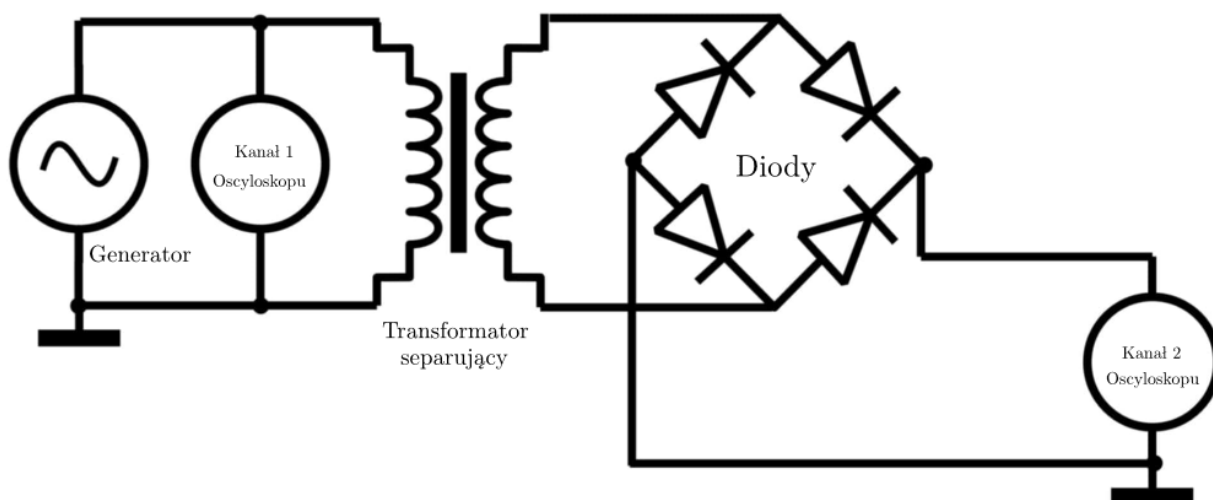 Kanał 1
Oscyloskopu
Generator
Transformator
separujący
Diody
Kanał 2
Oscyloskopu